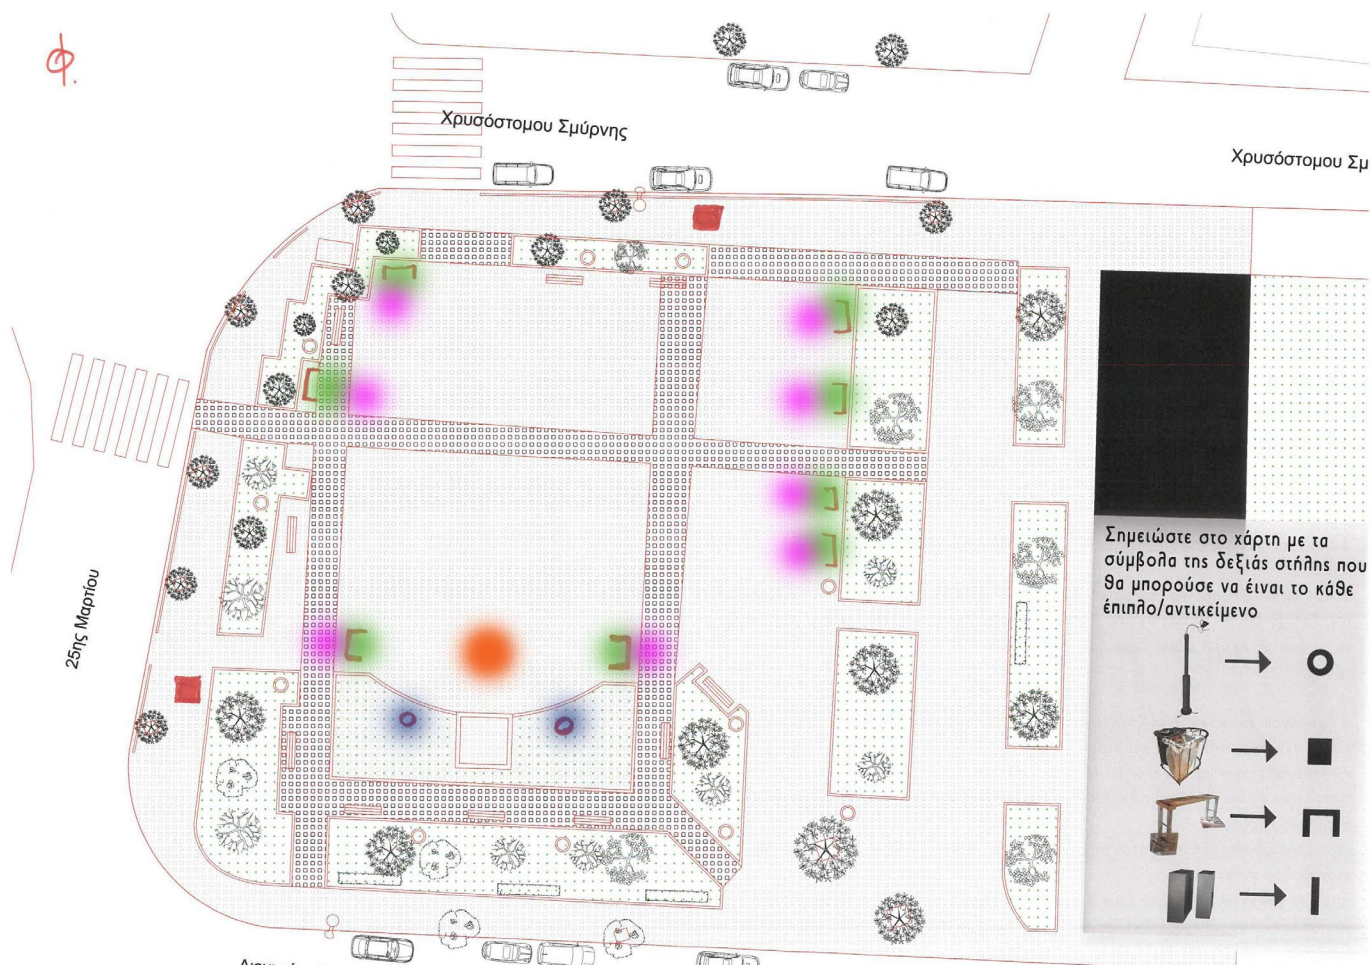 Φ.
Χρυσόστομου Σμύρνης
Χρυσόστομου Σμ
25ης Μαρτίου
Σημειώστε στο χάρτη με τα
σύμβολα της δεξιάς στήλης που
θα μπορούσε να έιναι το κάθε
έπιπλο/αντικείμενο